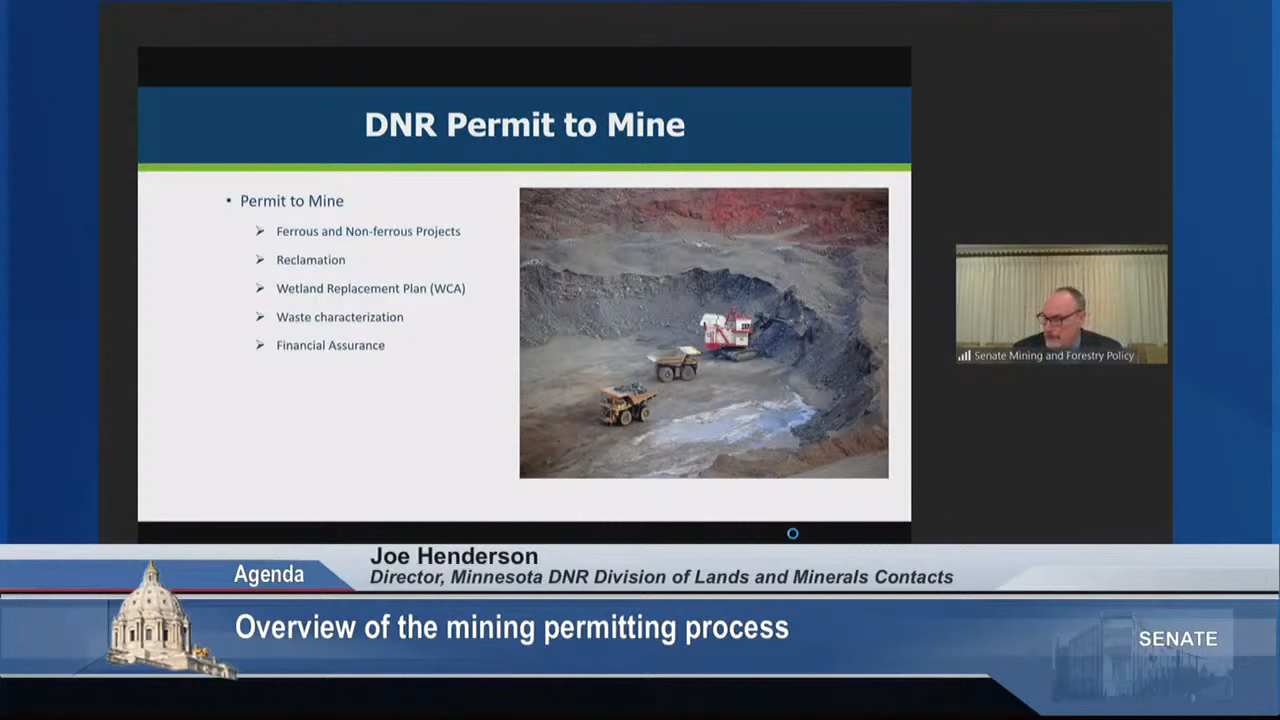 DNR Permit to Mine
• Permit to Mine
➤ Ferrous and Non-ferrous Projects
➤ Reclamation
➤ Wetland Replacement Plan (WCA)
➤ Waste characterization
➤ Financial Assurance
Senate Mining and Forestry Policy
Joe Henderson
Director, Minnesota DNR Division of Lands and Minerals Contacts
Agenda
Overview of the mining permitting process
SENATE